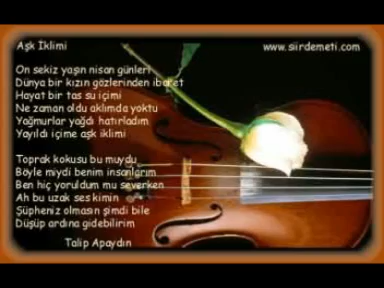 Aşk İklimi
www.siirdemeti.com
On sekiz yaşın nisan günleri
Dünya bir kızın gözlerinden ibaret
Hayat bir tas su içimi
Ne zaman oldu aklımda yoktu
Yağmurlar yağdı hatırladım
Yayıldı içime aşk iklimi
Toprak kokusu bu muydu
Böyle miydi benim insanlarım
Ben hiç yoruldum mu severken
Ah bu uzak ses kimin
Şüpheniz olmasın şimdi bile
Düşüp ardına gidebilirim
Talip Apaydın